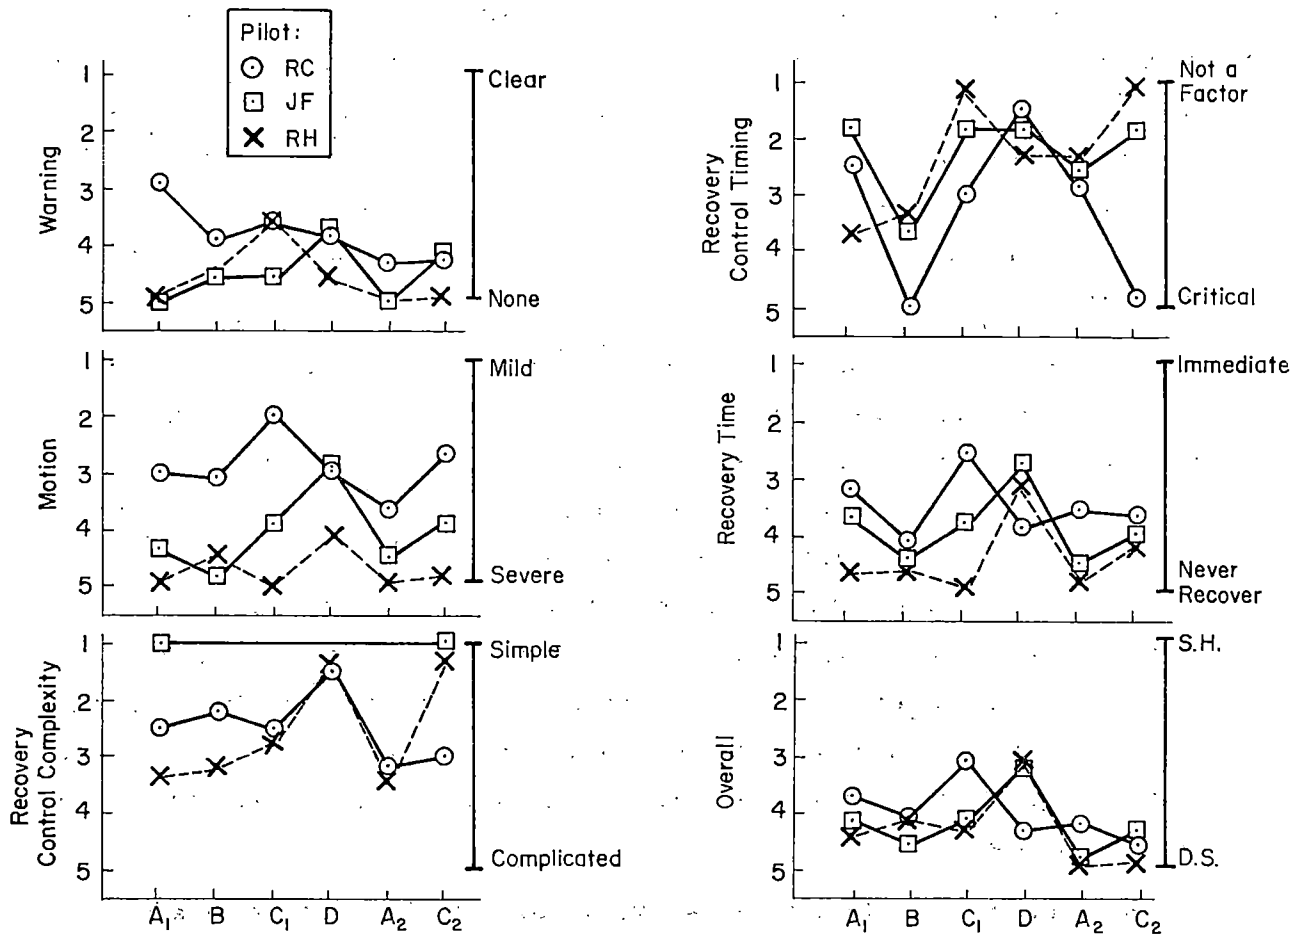 Pilot:
RC
JF
RH
Warning
1
2
3
4
5
Clear
None
Motion
1
2
3
4
5
Mild
Severe
Recovery
Control Complexity
1
2
3
4
5
Simple
Complicated
A1 B C1 D A2 C2
Recovery
Control Timing
1
2
3
4
5
Not a
Factor
Critical
Recovery Time
1
2
3
4
5
Immediate
Never
Recover
Overall
1
2
3
4
5
S.H.
D.S.
A1 B C1 D A2 C2